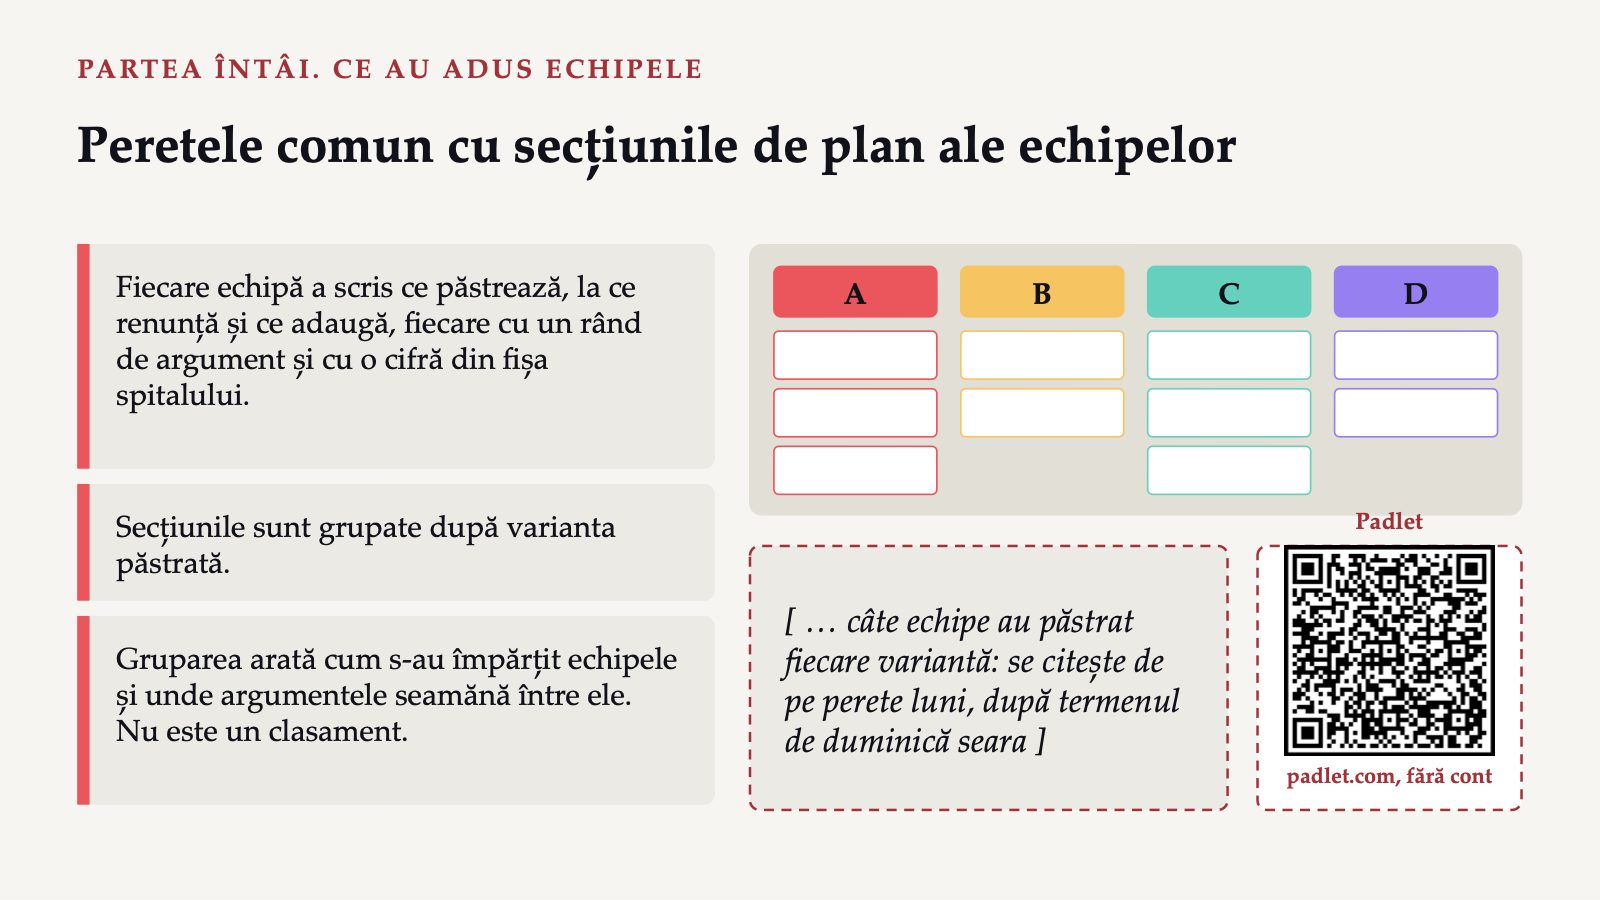 PARTEA ÎNTÂI. CE AU ADUS ECHIPELE
Peretele comun cu secțiunile de plan ale echipelor
Fiecare echipă a scris ce păstrează, la ce
renunță și ce adaugă, fiecare cu un rând
de argument și cu o cifră din fișa
spitalului.
Secțiunile sunt grupate după varianta
păstrată.
Gruparea arată cum s-au împărțit echipele
și unde argumentele seamănă între ele.
Nu este un clasament.
A B C D
[ … câte echipe au păstrat
fiecare variantă: se citește de
pe perete luni, după termenul
de duminică seara ]
Padlet
padlet.com, fără cont